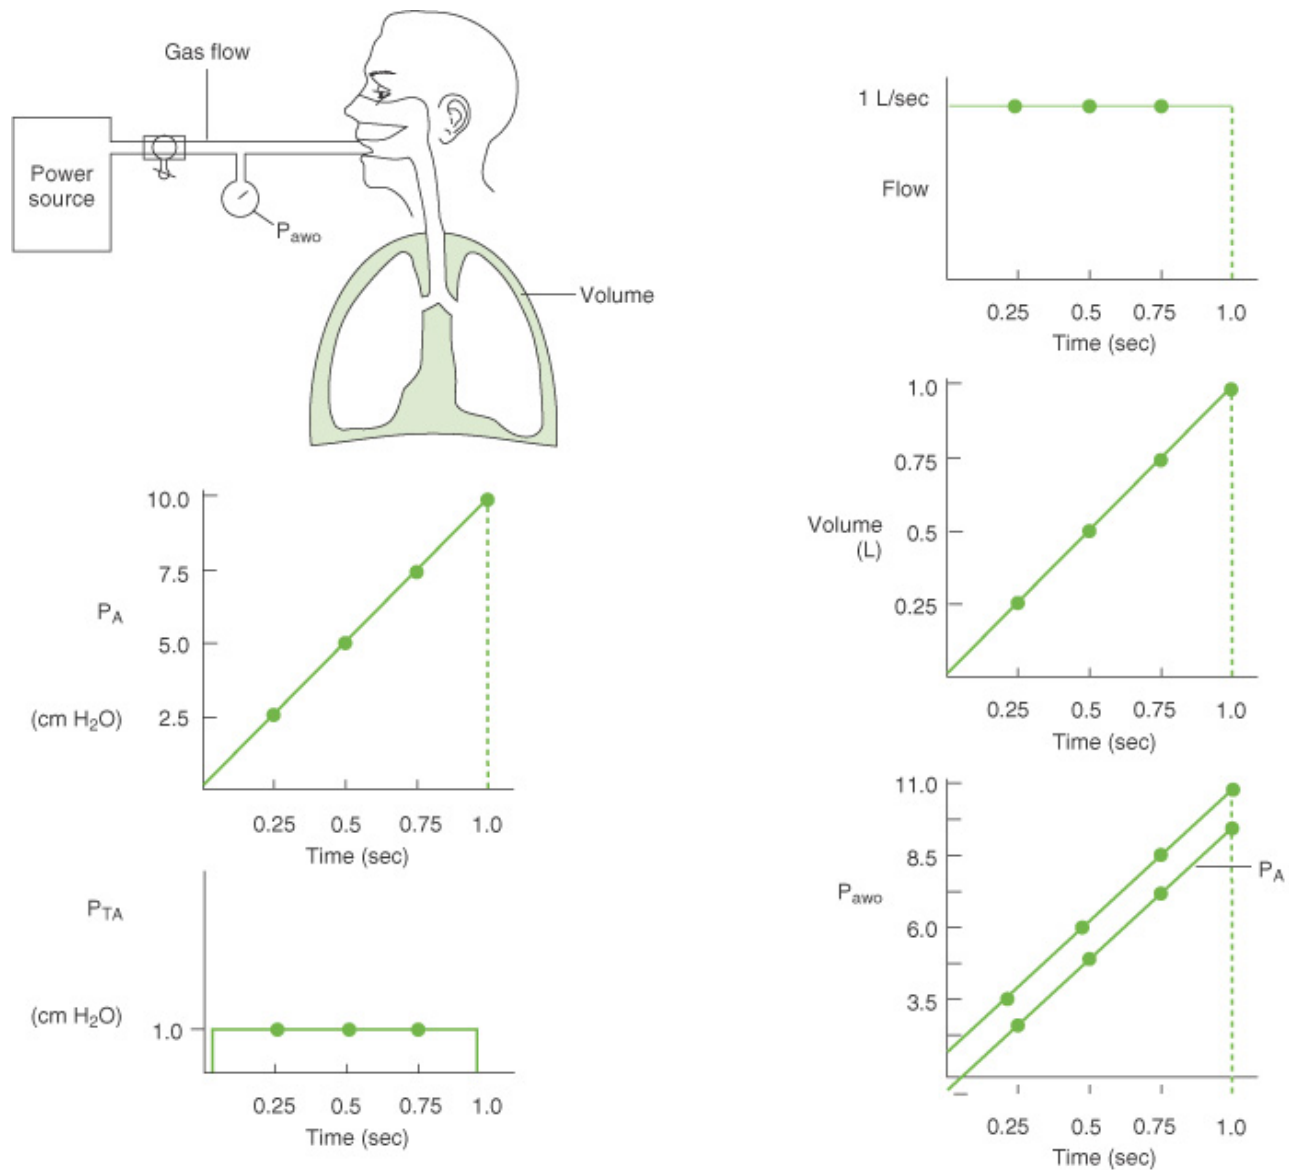 Gas flow
Power
source
Pawo
Volume
1 L/sec
Flow
0.25 0.5 0.75 1.0
Time (sec)
1.0
0.75
Volume
(L)
0.5
0.25
0.25 0.5 0.75 1.0
Time (sec)
10.0
7.5
PA
5.0
(cm H2O)
2.5
0.25 0.5 0.75 1.0
Time (sec)
PTA
(cm H2O)
1.0
0.25 0.5 0.75 1.0
Time (sec)
11.0
8.5
PA
Pawo
6.0
3.5
0.25 0.5 0.75 1.0
Time (sec)